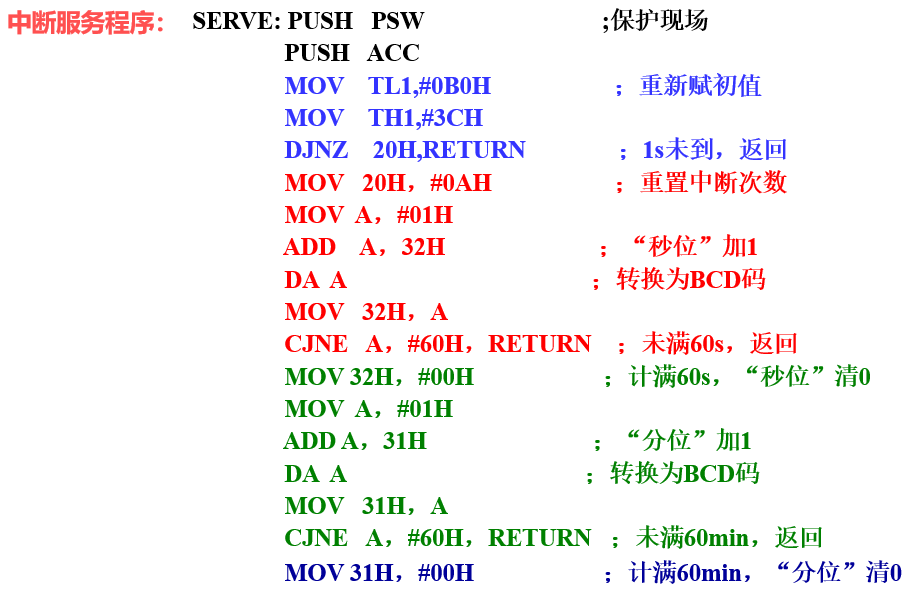 中断服务程序： SERVE: PUSH PSW ;保护现场
PUSH ACC
MOV TL1,#0B0H ；重新赋初值
MOV TH1,#3CH
DJNZ 20H,RETURN ；1s未到，返回
MOV 20H，#0AH ；重置中断次数
MOV A，#01H
ADD A，32H ；“秒位”加1
DA A ；转换为BCD码
MOV 32H，A
CJNE A，#60H，RETURN ；未满60s，返回
MOV 32H，#00H ；计满60s，“秒位”清0
MOV A，#01H
ADD A，31H ；“分位”加1
DA A ；转换为BCD码
MOV 31H，A
CJNE A，#60H，RETURN ；未满60min，返回
MOV 31H，#00H ；计满60min，“分位”清0